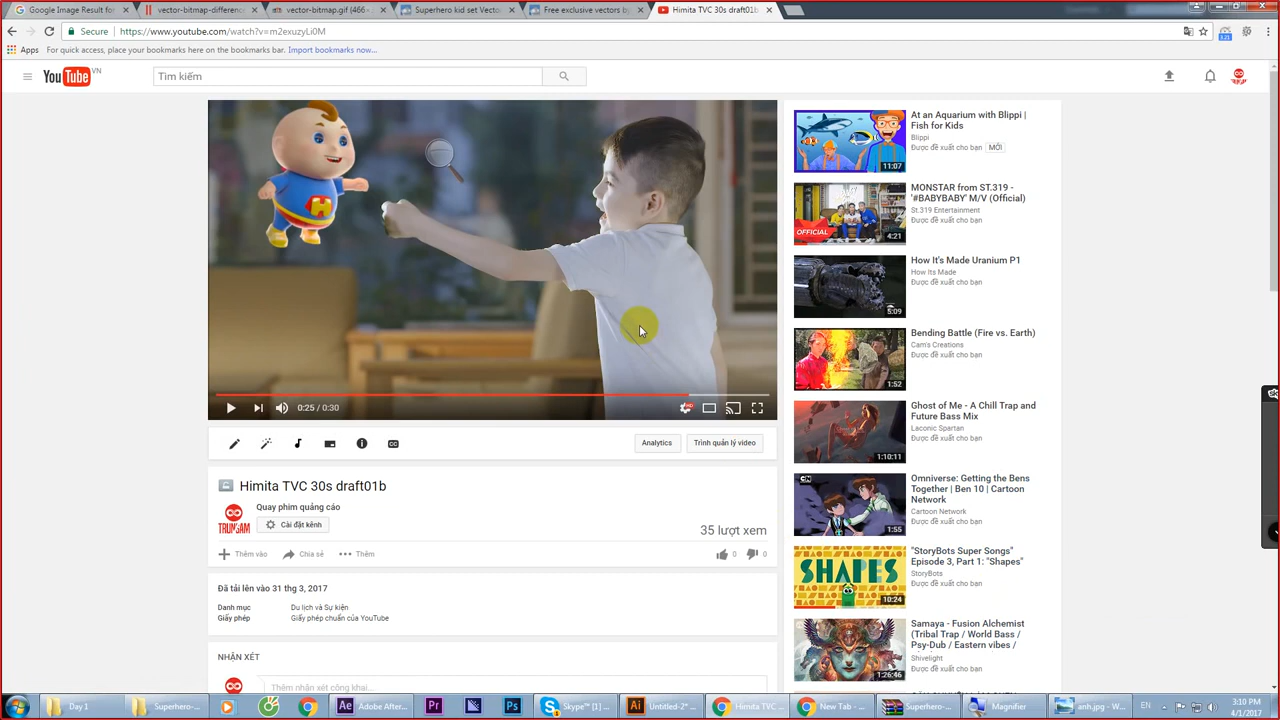 Google Image Result for
vector-bitmap-differenc
vector-bitmap.gif (466×
Superhero kid set Vector
Free exclusive vectors by
Himita TVC 30s draft01b
Secure
https://www.youtube.com/watch?v=m2exuzyLi0M
Apps
For quick access, place your bookmarks here on the bookmarks bar. Import bookmarks now...
YouTube VN
Tìm kiếm
H
0:25 / 0:30
HD
Analytics
Trình quản lý video
Himita TVC 30s draft01b
Quay phim quảng cáo
TRUNGAM
Cài đặt kênh
35 lượt xem
Thêm vào
Chia sẻ
Thêm
0
0
Đã tải lên vào 31 thg 3, 2017
Danh mục
Du lịch và Sự kiện
Giấy phép
Giấy phép chuẩn của YouTube
NHẬN XÉT
Thêm nhận xét công khai...
11:07
At an Aquarium with Blippi |
Fish for Kids
Blippi
Được đề xuất cho bạn
MỚI
OFFICIAL
4:21
MONSTAR from ST.319 -
'#BABYBABY' M/V (Official)
St.319 Entertainment
Được đề xuất cho bạn
5:09
How It's Made Uranium P1
How Its Made
Được đề xuất cho bạn
1:52
Bending Battle (Fire vs. Earth)
Cam's Creations
Được đề xuất cho bạn
1:10:11
Ghost of Me - A Chill Trap and
Future Bass Mix
Laconic Spartan
Được đề xuất cho bạn
CN
1:55
Omniverse: Getting the Bens
Together | Ben 10 | Cartoon
Network
Cartoon Network
Được đề xuất cho bạn
SHAPES
10:24
"StoryBots Super Songs"
Episode 3, Part 1: "Shapes"
StoryBots
Được đề xuất cho bạn
1:26:46
Samaya - Fusion Alchemist
(Tribal Trap / World Bass /
Psy-Dub / Eastern vibes /
Shivelight
Được đề xuất cho bạn
Day 1
Superhero-...
Ae
Adobe After...
Pr
Ps
Skype™ [1] ...
Ai
Untitled-2* ...
Himita TVC ...
New Tab - ...
Superhero-...
Magnifier
anh.jpg - W...
EN
3:10 PM
4/1/2017